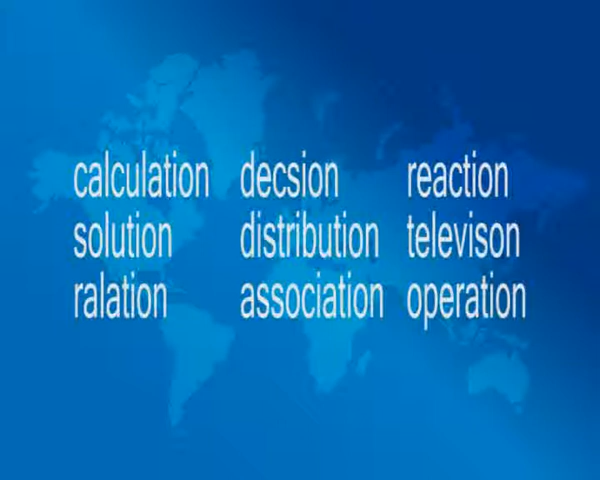 calculation decsion reaction
solution distribution televison
ralation association operation